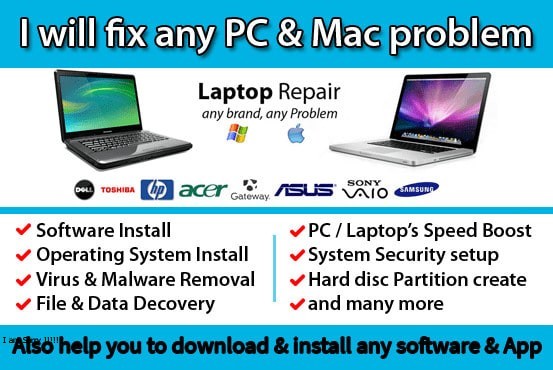 I will fix any PC & Mac problem
Laptop Repair
any brand, any Problem
DELL TOSHIBA hp acer Gateway ASUS SONY VAIO SAMSUNG
Software Install
Operating System Install
Virus & Malware Removal
File & Data Decovery
PC / Laptop's Speed Boost
System Security setup
Hard disc Partition create
and many more
Also help you to download & install any software & App